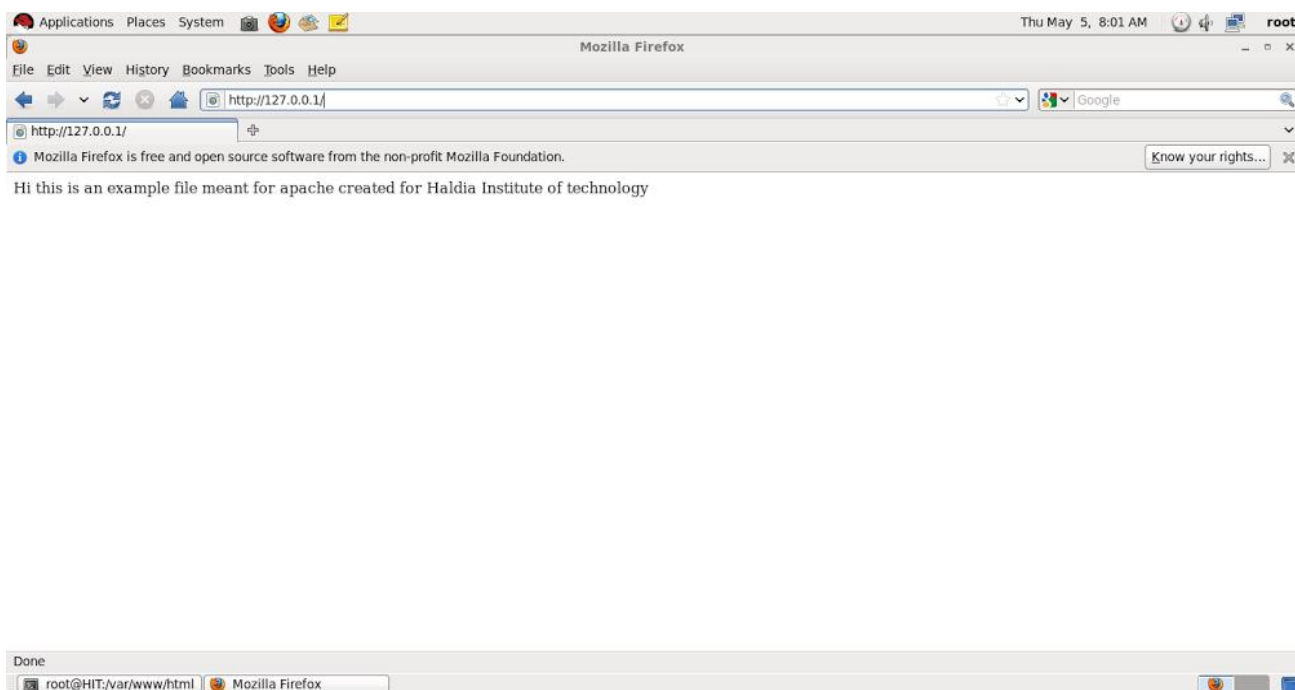 Applications Places System Thu May 5, 8:01 AM root
Mozilla Firefox
File Edit View History Bookmarks Tools Help
http://127.0.0.1/ Google
http://127.0.0.1/
Mozilla Firefox is free and open source software from the non-profit Mozilla Foundation. Know your rights...
Hi this is an example file meant for apache created for Haldia Institute of technology
Done
root@HIT:/var/www/html Mozilla Firefox